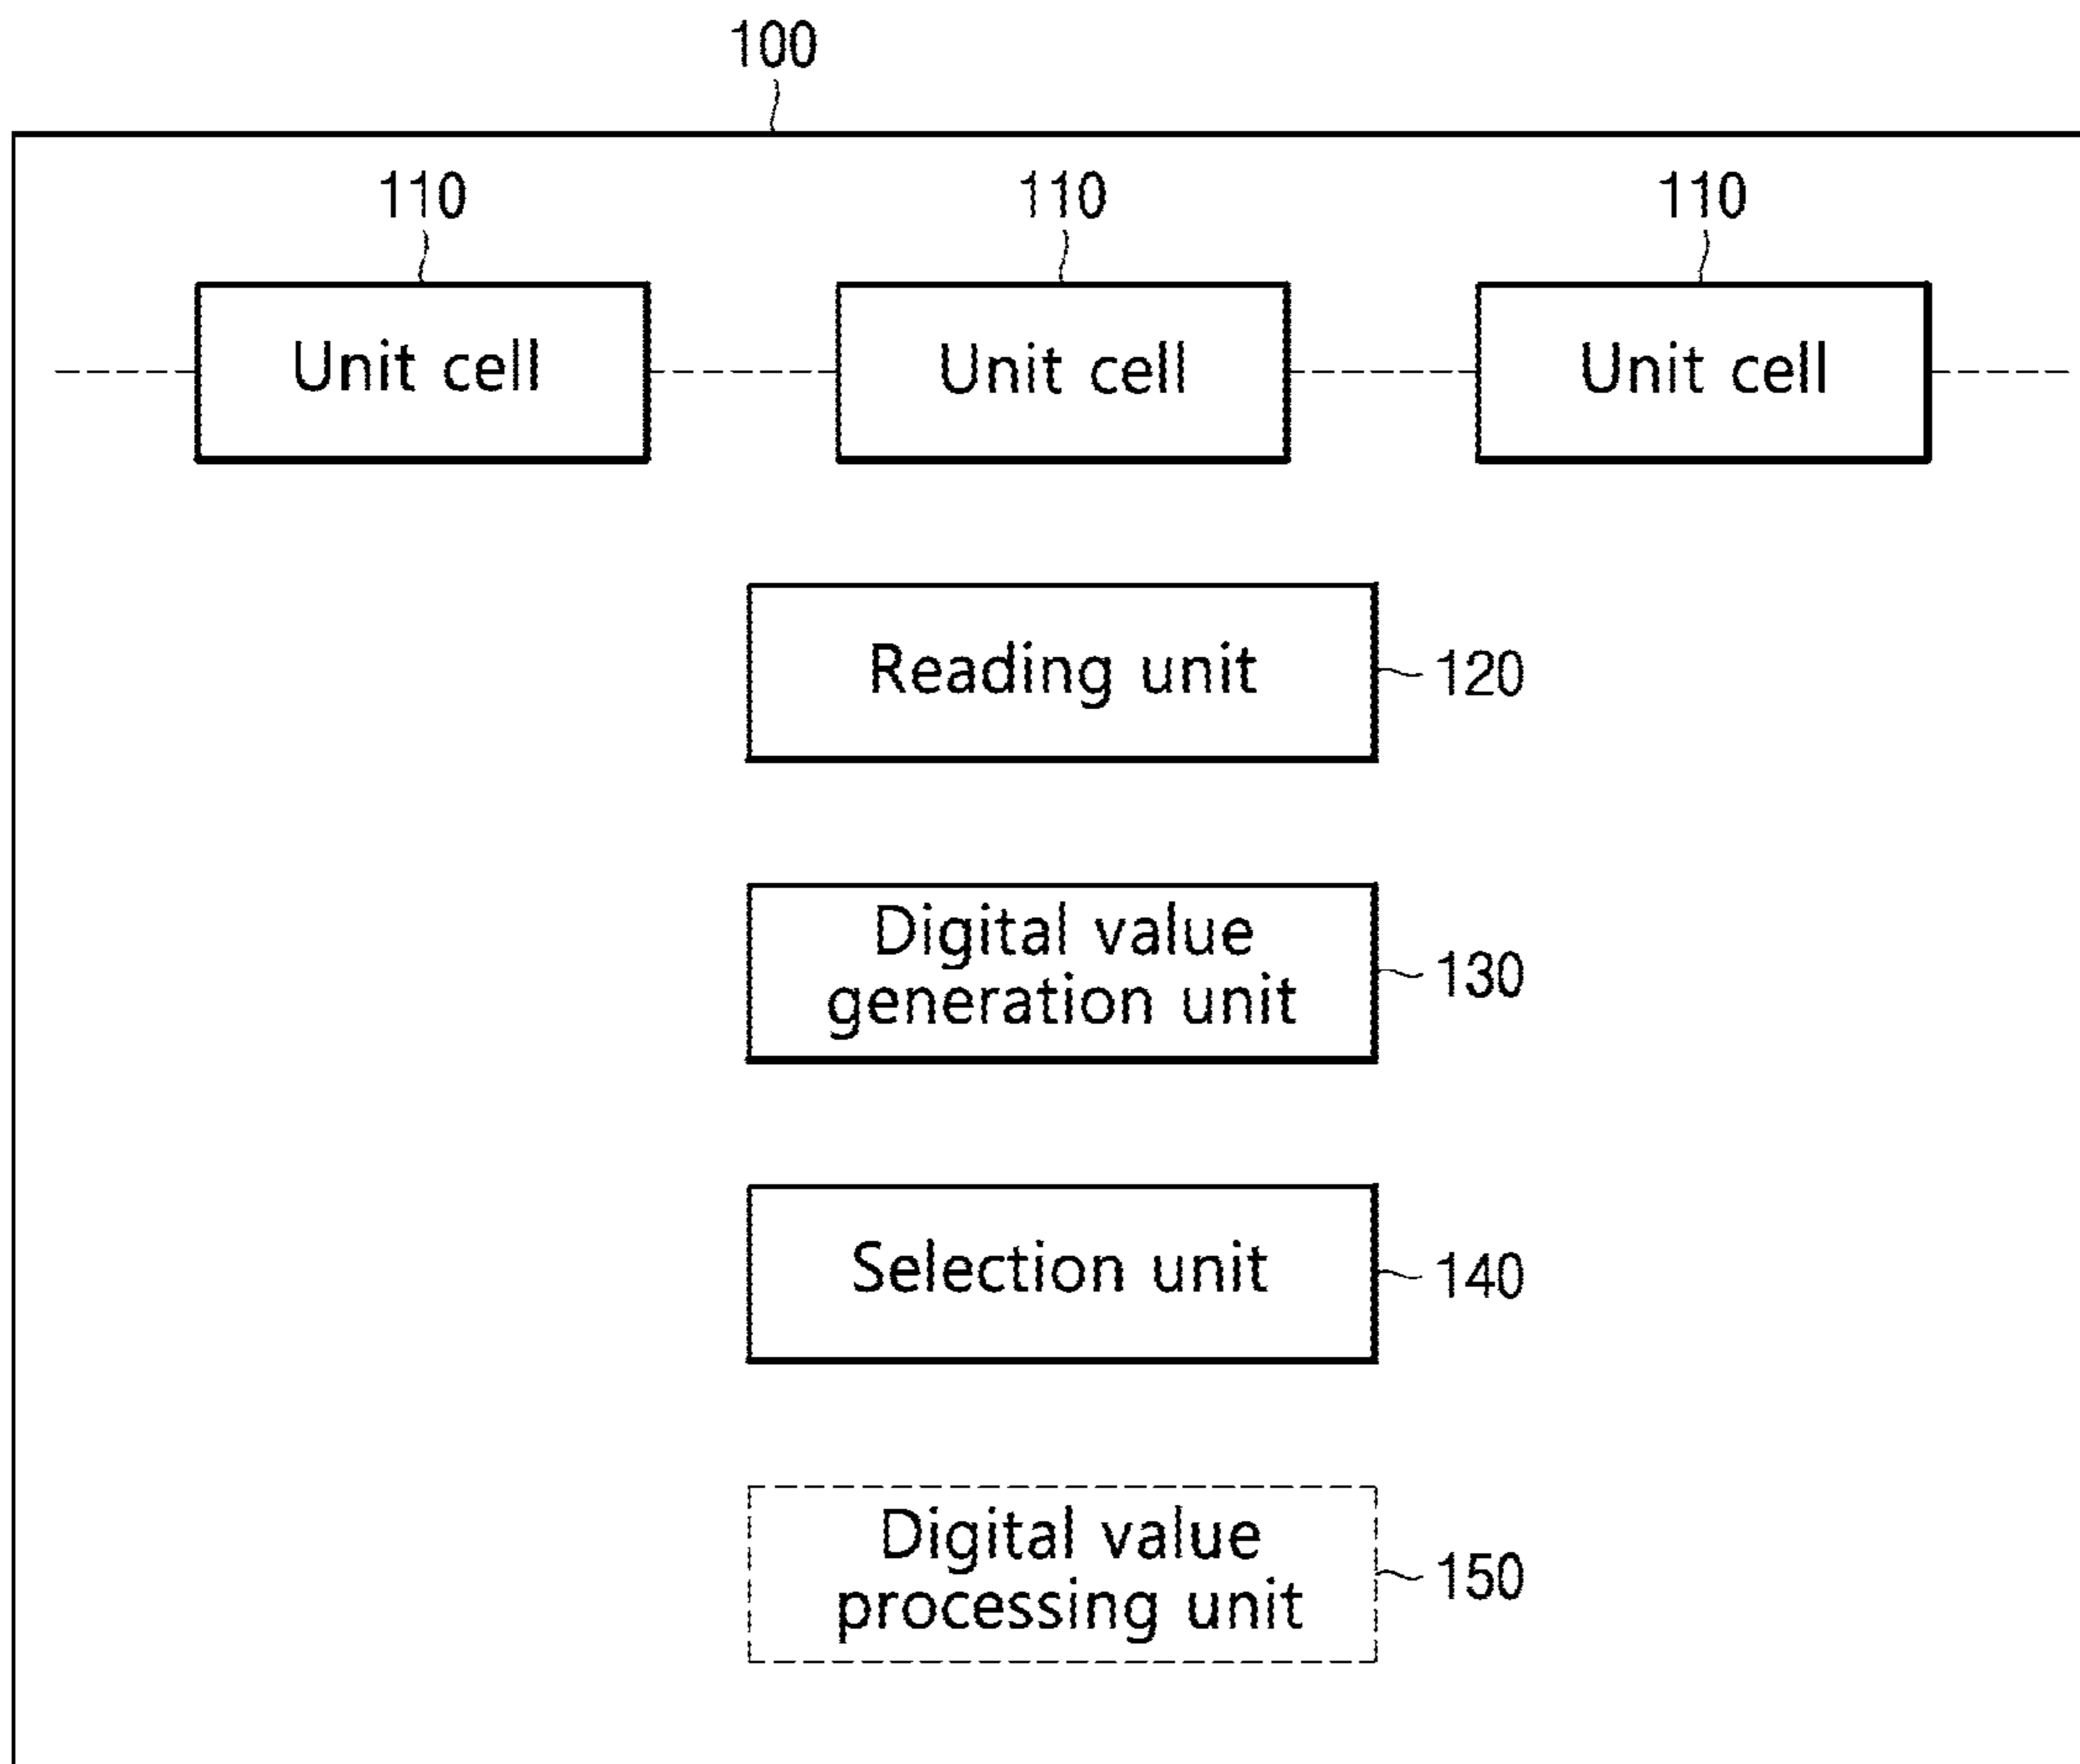 100
110 110 110
Unit cell Unit cell Unit cell
Reading unit 120
Digital value
generation unit 130
Selection unit 140
Digital value
processing unit 150